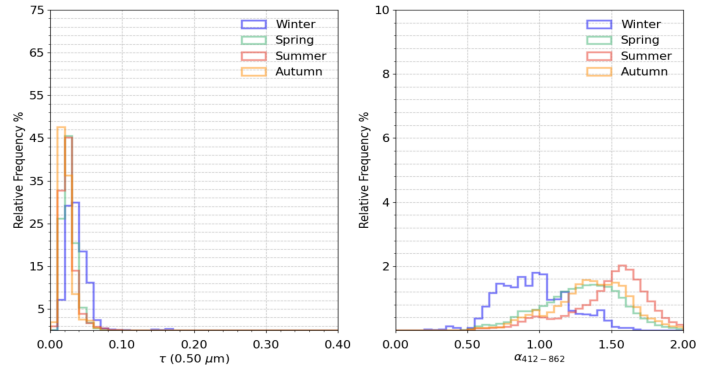 75
65
55
45
35
25
15
5
Relative Frequency %
Winter
Spring
Summer
Autumn
0.00 0.10 0.20 0.30 0.40
τ (0.50 μm)
10
8
6
4
2
0
Relative Frequency %
Winter
Spring
Summer
Autumn
0.00 0.50 1.00 1.50 2.00
α412−862